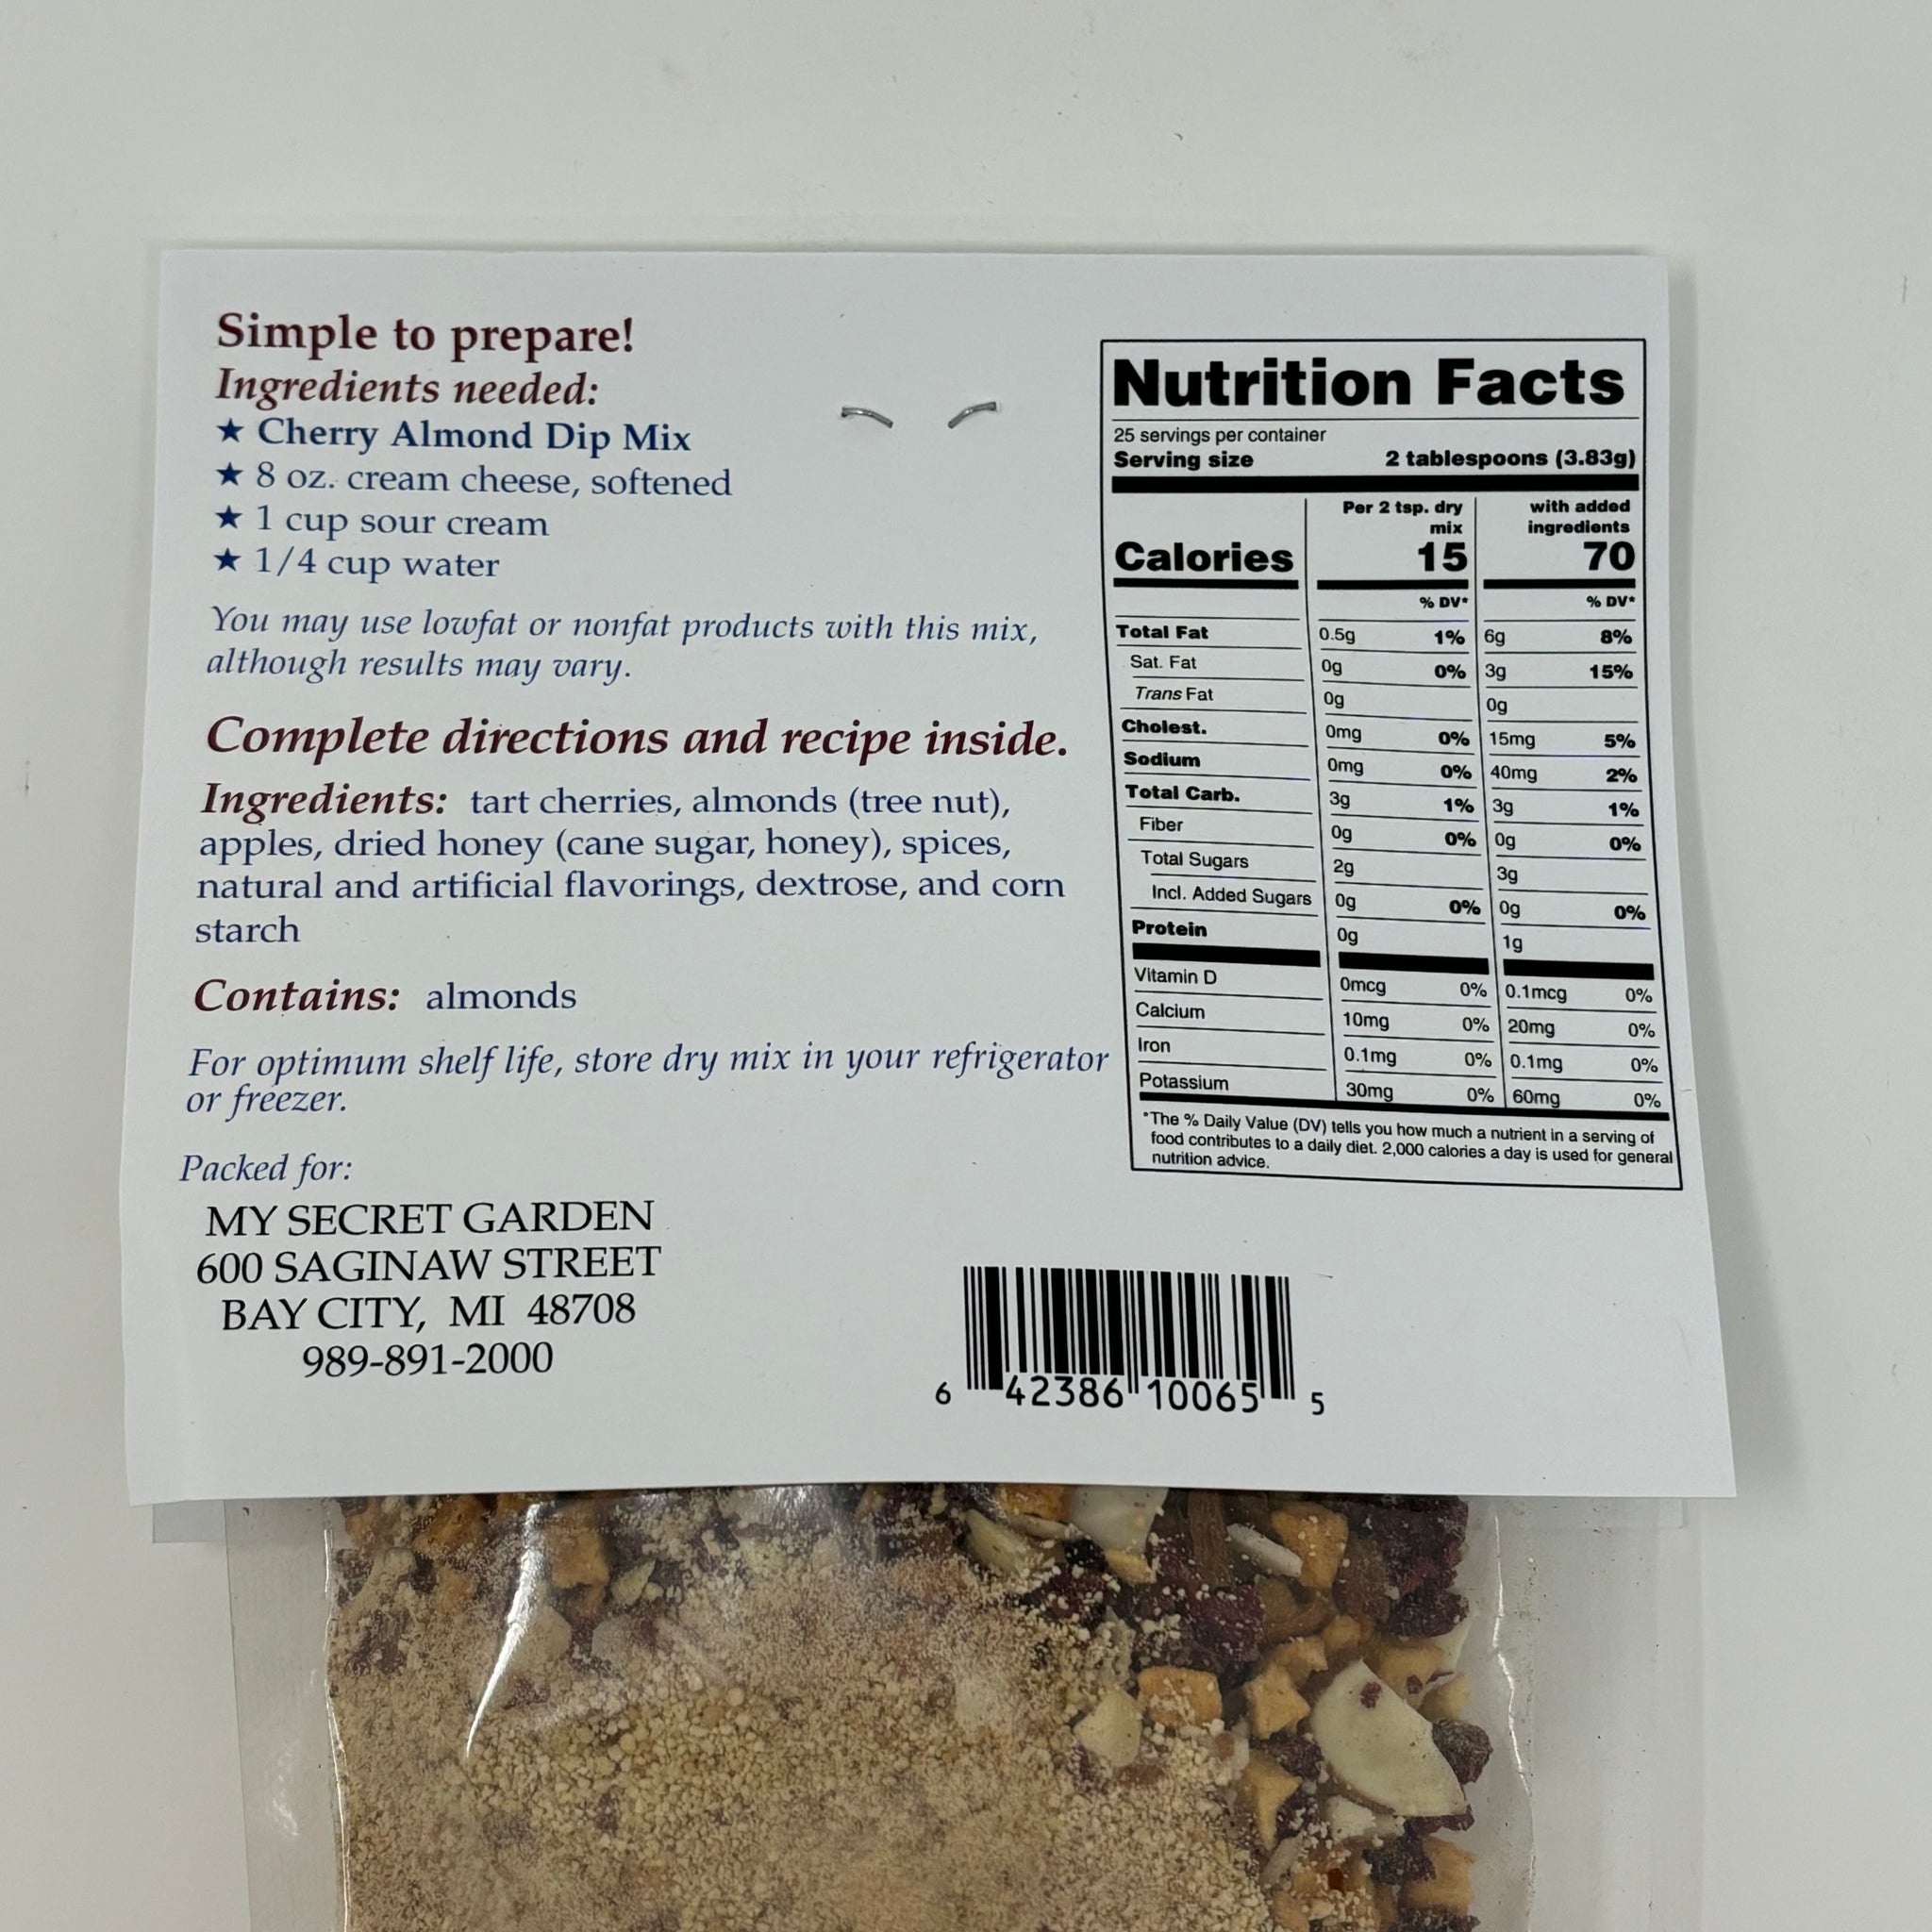 Simple to prepare!
Ingredients needed:
★ Cherry Almond Dip Mix
★ 8 oz. cream cheese, softened
★ 1 cup sour cream
★ 1/4 cup water
You may use lowfat or nonfat products with this mix,
although results may vary.
Complete directions and recipe inside.
Ingredients: tart cherries, almonds (tree nut),
apples, dried honey (cane sugar, honey), spices,
natural and artificial flavorings, dextrose, and corn
starch
Contains: almonds
For optimum shelf life, store dry mix in your refrigerator
or freezer.
Packed for:
MY SECRET GARDEN
600 SAGINAW STREET
BAY CITY, MI 48708
989-891-2000
Nutrition Facts
25 servings per container
Serving size 2 tablespoons (3.83g)
Per 2 tsp. dry mix
with added ingredients
Calories 15 70
% DV* % DV*
Total Fat 0.5g 1% 6g 8%
Sat. Fat 0g 0% 3g 15%
Trans Fat 0g 0g
Cholest. 0mg 0% 15mg 5%
Sodium 0mg 0% 40mg 2%
Total Carb. 3g 1% 3g 1%
Fiber 0g 0% 0g 0%
Total Sugars 2g 3g
Incl. Added Sugars 0g 0% 0g 0%
Protein 0g 1g
Vitamin D 0mcg 0% 0.1mcg 0%
Calcium 10mg 0% 20mg 0%
Iron 0.1mg 0% 0.1mg 0%
Potassium 30mg 0% 60mg 0%
*The % Daily Value (DV) tells you how much a nutrient in a serving of
food contributes to a daily diet. 2,000 calories a day is used for general
nutrition advice.
6 42386 10065 5